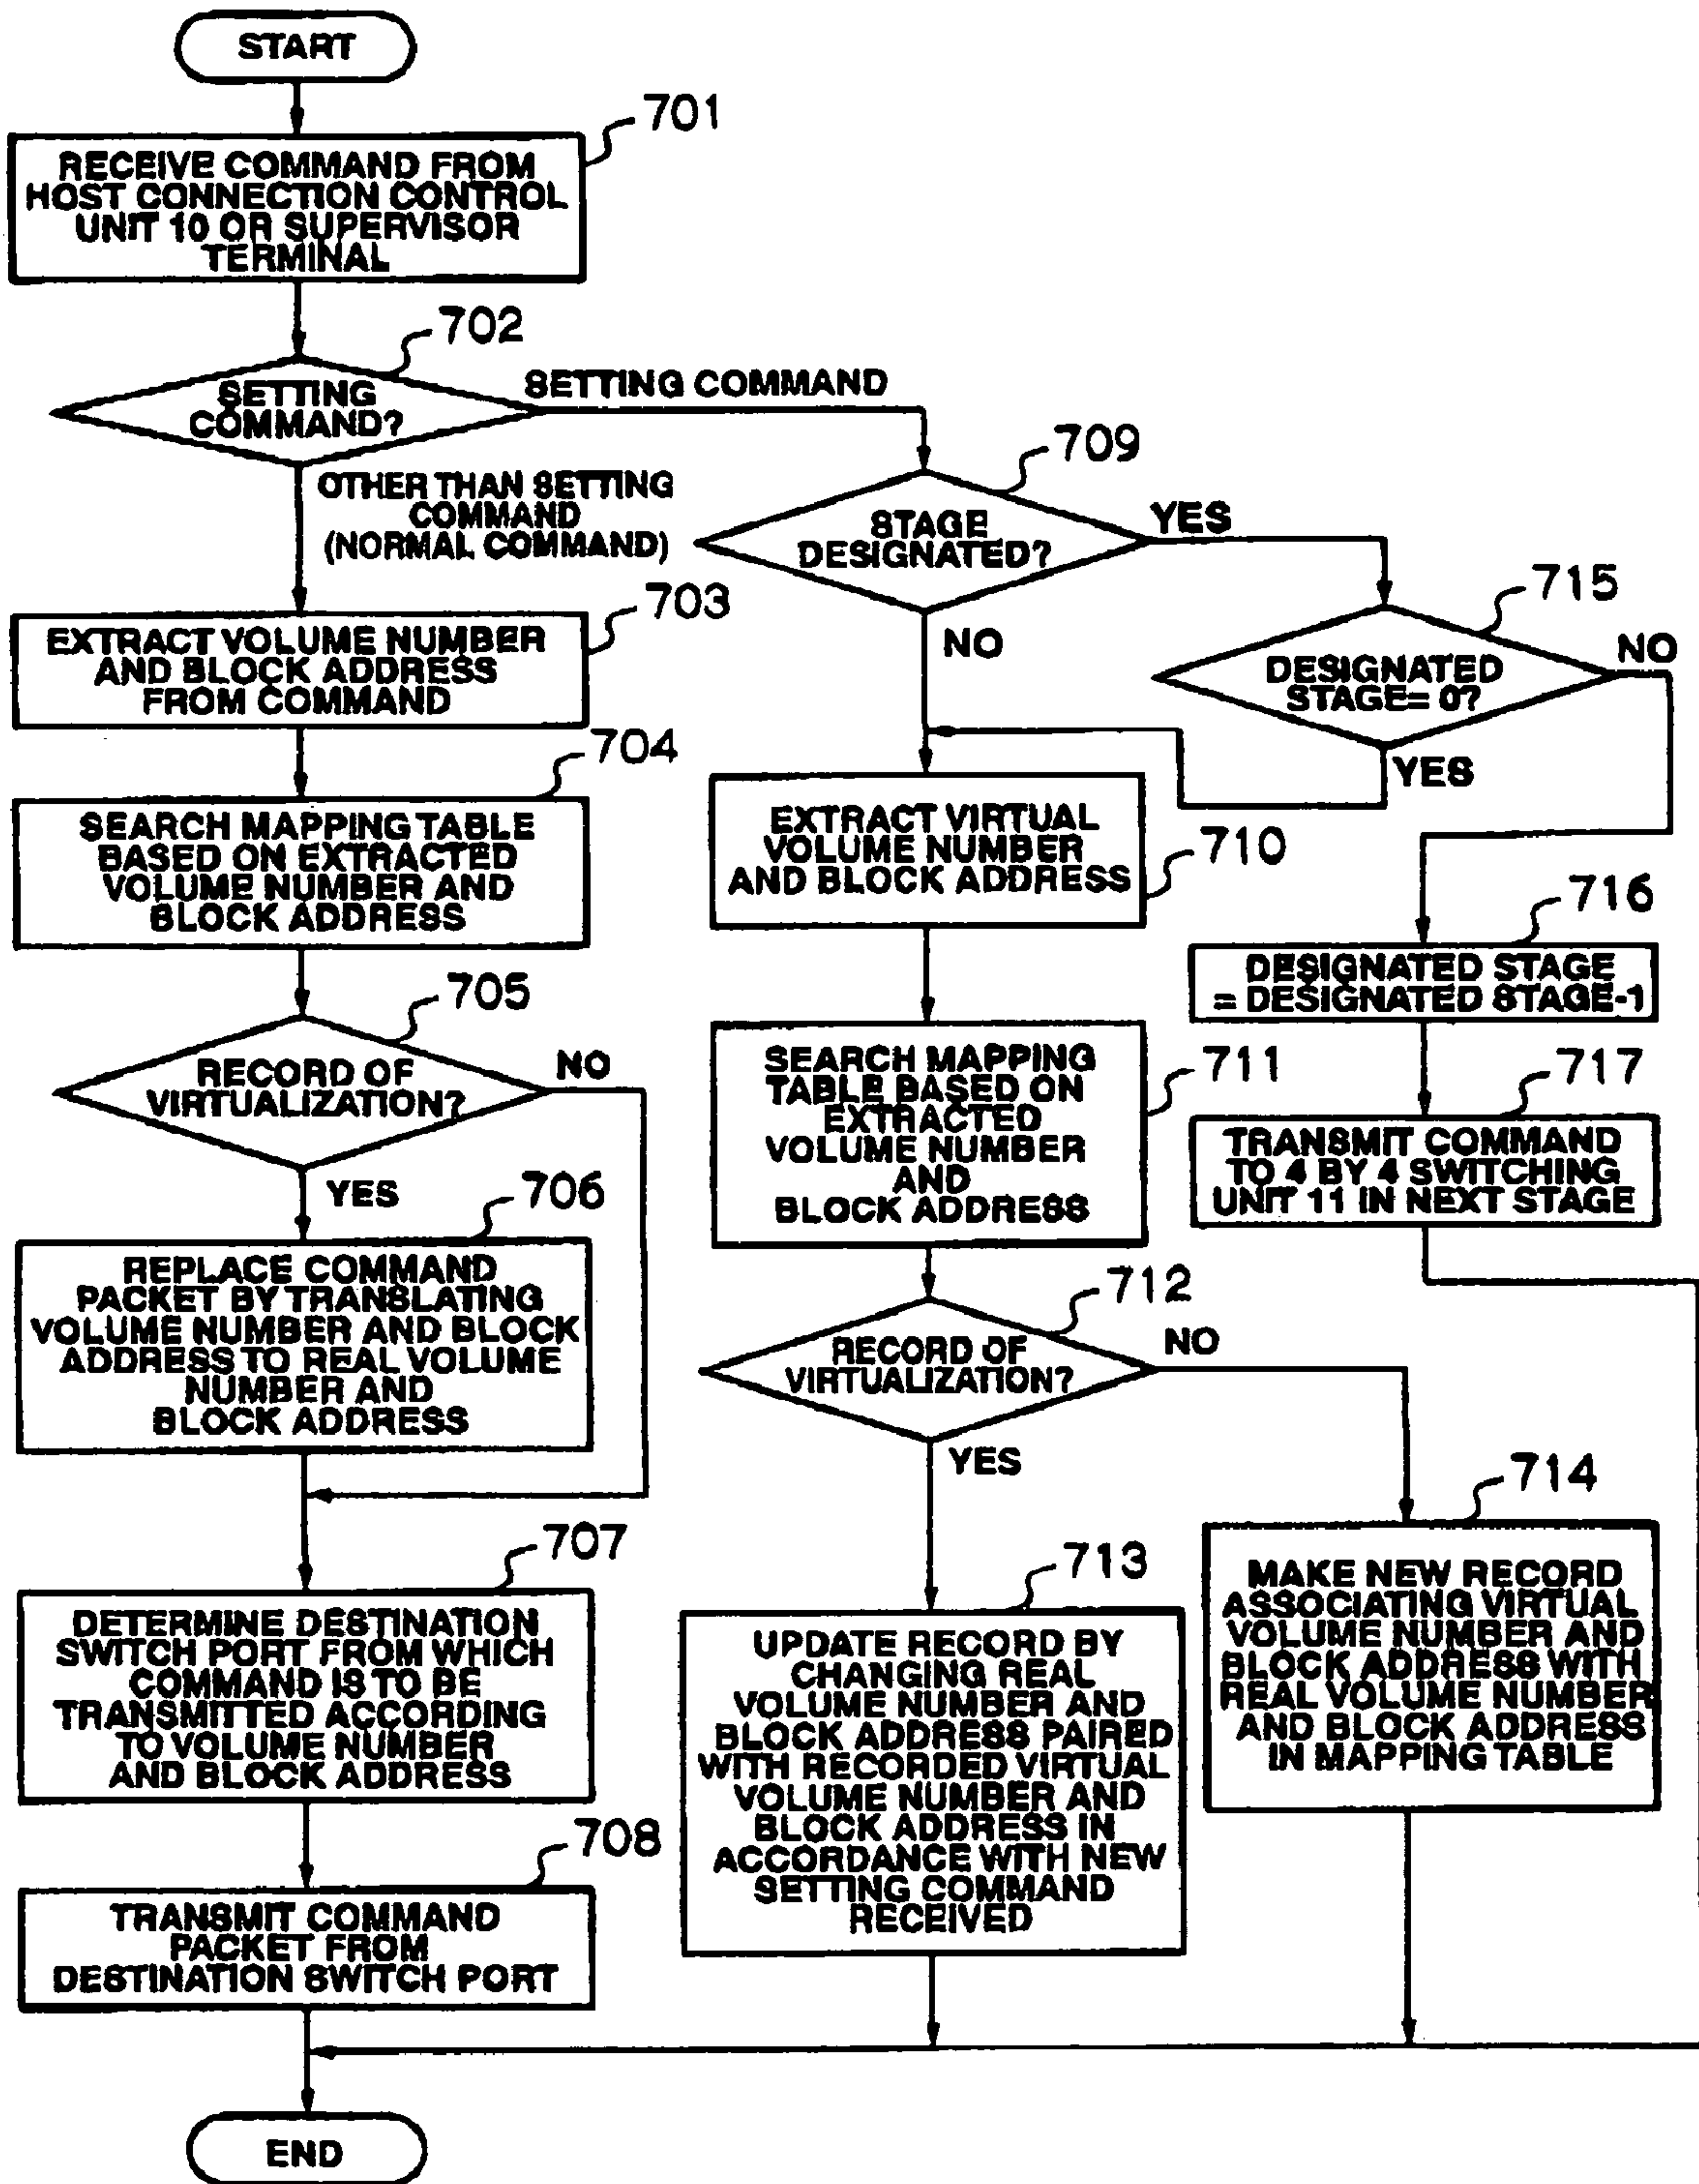 START
701
RECEIVE COMMAND FROM
HOST CONNECTION CONTROL
UNIT 10 OR SUPERVISOR
TERMINAL
702
SETTING
COMMAND?
SETTING COMMAND
OTHER THAN SETTING
COMMAND
(NORMAL COMMAND)
703
EXTRACT VOLUME NUMBER
AND BLOCK ADDRESS
FROM COMMAND
704
SEARCH MAPPING TABLE
BASED ON EXTRACTED
VOLUME NUMBER AND
BLOCK ADDRESS
705
RECORD OF
VIRTUALIZATION?
NO
YES
706
REPLACE COMMAND
PACKET BY TRANSLATING
VOLUME NUMBER AND BLOCK
ADDRESS TO REAL VOLUME
NUMBER AND
BLOCK ADDRESS
707
DETERMINE DESTINATION
SWITCH PORT FROM WHICH
COMMAND IS TO BE
TRANSMITTED ACCORDING
TO VOLUME NUMBER
AND BLOCK ADDRESS
708
TRANSMIT COMMAND
PACKET FROM
DESTINATION SWITCH PORT
END
709
STAGE
DESIGNATED?
YES
NO
710
EXTRACT VIRTUAL
VOLUME NUMBER
AND BLOCK ADDRESS
711
SEARCH MAPPING
TABLE BASED ON
EXTRACTED
VOLUME NUMBER
AND
BLOCK ADDRESS
712
RECORD OF
VIRTUALIZATION?
NO
YES
713
UPDATE RECORD BY
CHANGING REAL
VOLUME NUMBER AND
BLOCK ADDRESS PAIRED
WITH RECORDED VIRTUAL
VOLUME NUMBER AND
BLOCK ADDRESS IN
ACCORDANCE WITH NEW
SETTING COMMAND
RECEIVED
714
MAKE NEW RECORD
ASSOCIATING VIRTUAL
VOLUME NUMBER AND
BLOCK ADDRESS WITH
REAL VOLUME NUMBER
AND BLOCK ADDRESS
IN MAPPING TABLE
715
DESIGNATED
STAGE= 0?
NO
YES
716
DESIGNATED STAGE
= DESIGNATED STAGE-1
717
TRANSMIT COMMAND
TO 4 BY 4 SWITCHING
UNIT 11 IN NEXT STAGE